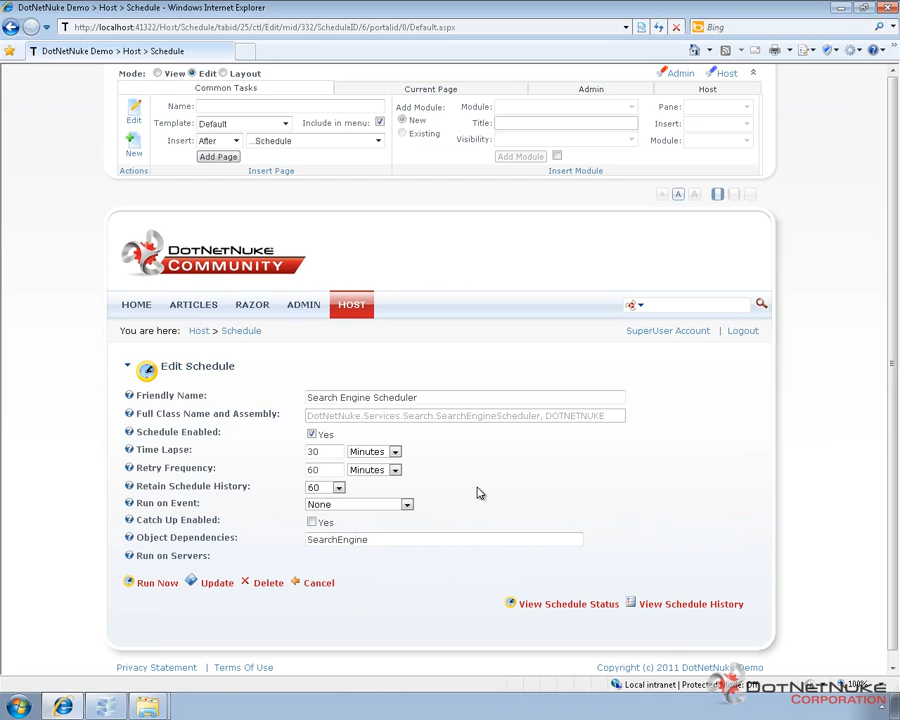 DotNetNuke Demo > Host > Schedule - Windows Internet Explorer
http://localhost:41322/Host/Schedule/tabid/25/ctl/Edit/mid/332/ScheduleID/6/portalid/0/Default.aspx
Bing
DotNetNuke Demo > Host > Schedule
Mode: View Edit Layout
Admin Host
Common Tasks Current Page Admin Host
Name:
Add Module: New Existing
Module:
Pane:
Edit
Template: Default Include in menu:
Title:
Insert:
Insert: After ...Schedule
Visibility:
Module:
New
Add Page
Add Module
Actions Insert Page Insert Module
A A A
DOTNETNUKE
COMMUNITY
HOME ARTICLES RAZOR ADMIN HOST
You are here: Host > Schedule
SuperUser Account | Logout
Edit Schedule
Friendly Name: Search Engine Scheduler
Full Class Name and Assembly: DotNetNuke.Services.Search.SearchEngineScheduler, DOTNETNUKE
Schedule Enabled: Yes
Time Lapse: 30 Minutes
Retry Frequency: 60 Minutes
Retain Schedule History: 60
Run on Event: None
Catch Up Enabled: Yes
Object Dependencies: SearchEngine
Run on Servers:
Run Now Update Delete Cancel
View Schedule Status View Schedule History
Privacy Statement | Terms Of Use
Copyright (c) 2011 DotNetNuke Demo
Local intranet | Protected Mode: Off
100%
DOTNETNUKE
CORPORATION